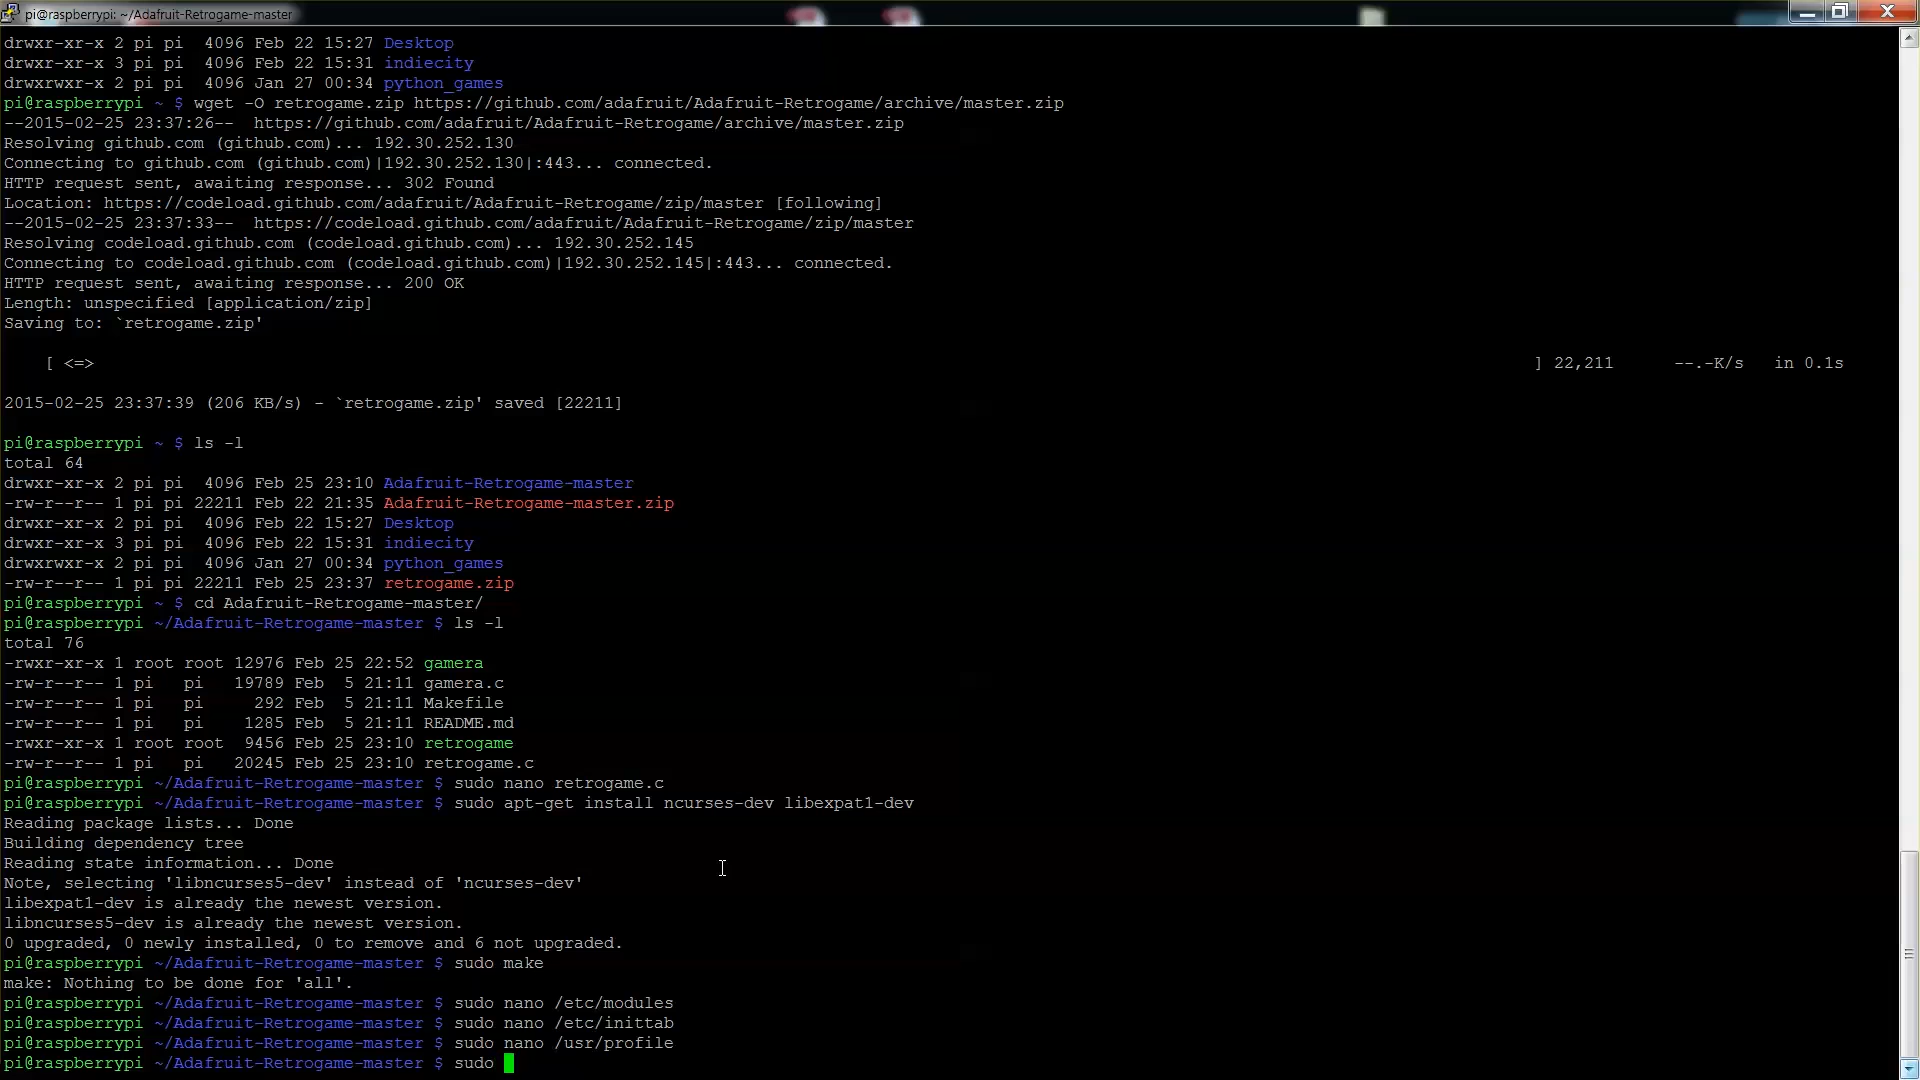 pi@raspberrypi: ~/Adafruit-Retrogame-master
drwxr-xr-x 2 pi pi  4096 Feb 22 15:27 Desktop
drwxr-xr-x 3 pi pi  4096 Feb 22 15:31 indiecity
drwxrwxr-x 2 pi pi  4096 Jan 27 00:34 python_games
pi@raspberrypi ~ $ wget -O retrogame.zip https://github.com/adafruit/Adafruit-Retrogame/archive/master.zip
--2015-02-25 23:37:26--  https://github.com/adafruit/Adafruit-Retrogame/archive/master.zip
Resolving github.com (github.com)... 192.30.252.130
Connecting to github.com (github.com)|192.30.252.130|:443... connected.
HTTP request sent, awaiting response... 302 Found
Location: https://codeload.github.com/adafruit/Adafruit-Retrogame/zip/master [following]
--2015-02-25 23:37:33--  https://codeload.github.com/adafruit/Adafruit-Retrogame/zip/master
Resolving codeload.github.com (codeload.github.com)... 192.30.252.145
Connecting to codeload.github.com (codeload.github.com)|192.30.252.145|:443... connected.
HTTP request sent, awaiting response... 200 OK
Length: unspecified [application/zip]
Saving to: `retrogame.zip'
[ <=> ] 22,211      --.-K/s   in 0.1s
2015-02-25 23:37:39 (206 KB/s) - `retrogame.zip' saved [22211]
pi@raspberrypi ~ $ ls -l
total 64
drwxr-xr-x 2 pi pi  4096 Feb 25 23:10 Adafruit-Retrogame-master
-rw-r--r-- 1 pi pi 22211 Feb 22 21:35 Adafruit-Retrogame-master.zip
drwxr-xr-x 2 pi pi  4096 Feb 22 15:27 Desktop
drwxr-xr-x 3 pi pi  4096 Feb 22 15:31 indiecity
drwxrwxr-x 2 pi pi  4096 Jan 27 00:34 python_games
-rw-r--r-- 1 pi pi 22211 Feb 25 23:37 retrogame.zip
pi@raspberrypi ~ $ cd Adafruit-Retrogame-master/
pi@raspberrypi ~/Adafruit-Retrogame-master $ ls -l
total 76
-rwxr-xr-x 1 root root 12976 Feb 25 22:52 gamera
-rw-r--r-- 1 pi   pi   19789 Feb  5 21:11 gamera.c
-rw-r--r-- 1 pi   pi     292 Feb  5 21:11 Makefile
-rw-r--r-- 1 pi   pi    1285 Feb  5 21:11 README.md
-rwxr-xr-x 1 root root  9456 Feb 25 23:10 retrogame
-rw-r--r-- 1 pi   pi   20245 Feb 25 23:10 retrogame.c
pi@raspberrypi ~/Adafruit-Retrogame-master $ sudo nano retrogame.c
pi@raspberrypi ~/Adafruit-Retrogame-master $ sudo apt-get install ncurses-dev libexpat1-dev
Reading package lists... Done
Building dependency tree
Reading state information... Done
Note, selecting 'libncurses5-dev' instead of 'ncurses-dev'
libexpat1-dev is already the newest version.
libncurses5-dev is already the newest version.
0 upgraded, 0 newly installed, 0 to remove and 6 not upgraded.
pi@raspberrypi ~/Adafruit-Retrogame-master $ sudo make
make: Nothing to be done for 'all'.
pi@raspberrypi ~/Adafruit-Retrogame-master $ sudo nano /etc/modules
pi@raspberrypi ~/Adafruit-Retrogame-master $ sudo nano /etc/inittab
pi@raspberrypi ~/Adafruit-Retrogame-master $ sudo nano /usr/profile
pi@raspberrypi ~/Adafruit-Retrogame-master $ sudo